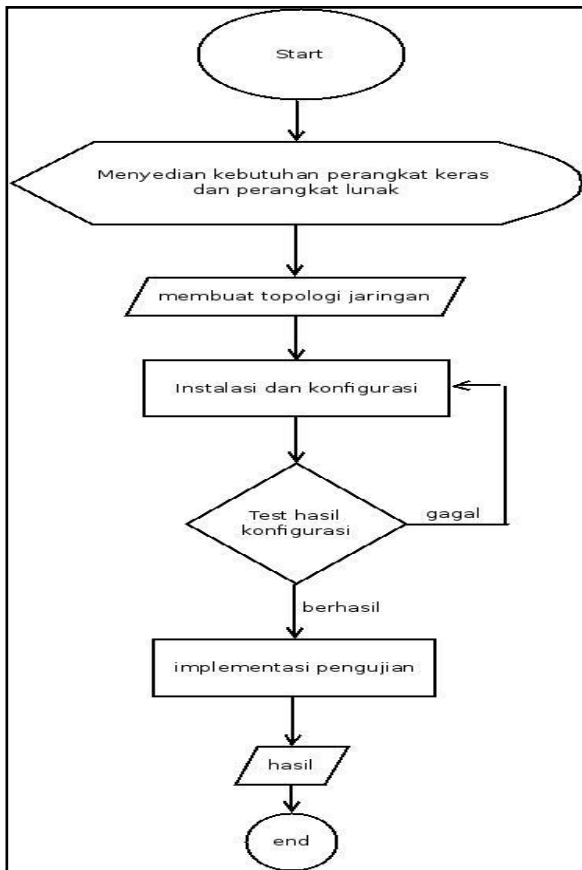 Start
Menyedian kebutuhan perangkat keras
dan perangkat lunak
membuat topologi jaringan
Instalasi dan konfigurasi
Test hasil
konfigurasi
gagal
berhasil
implementasi pengujian
hasil
end